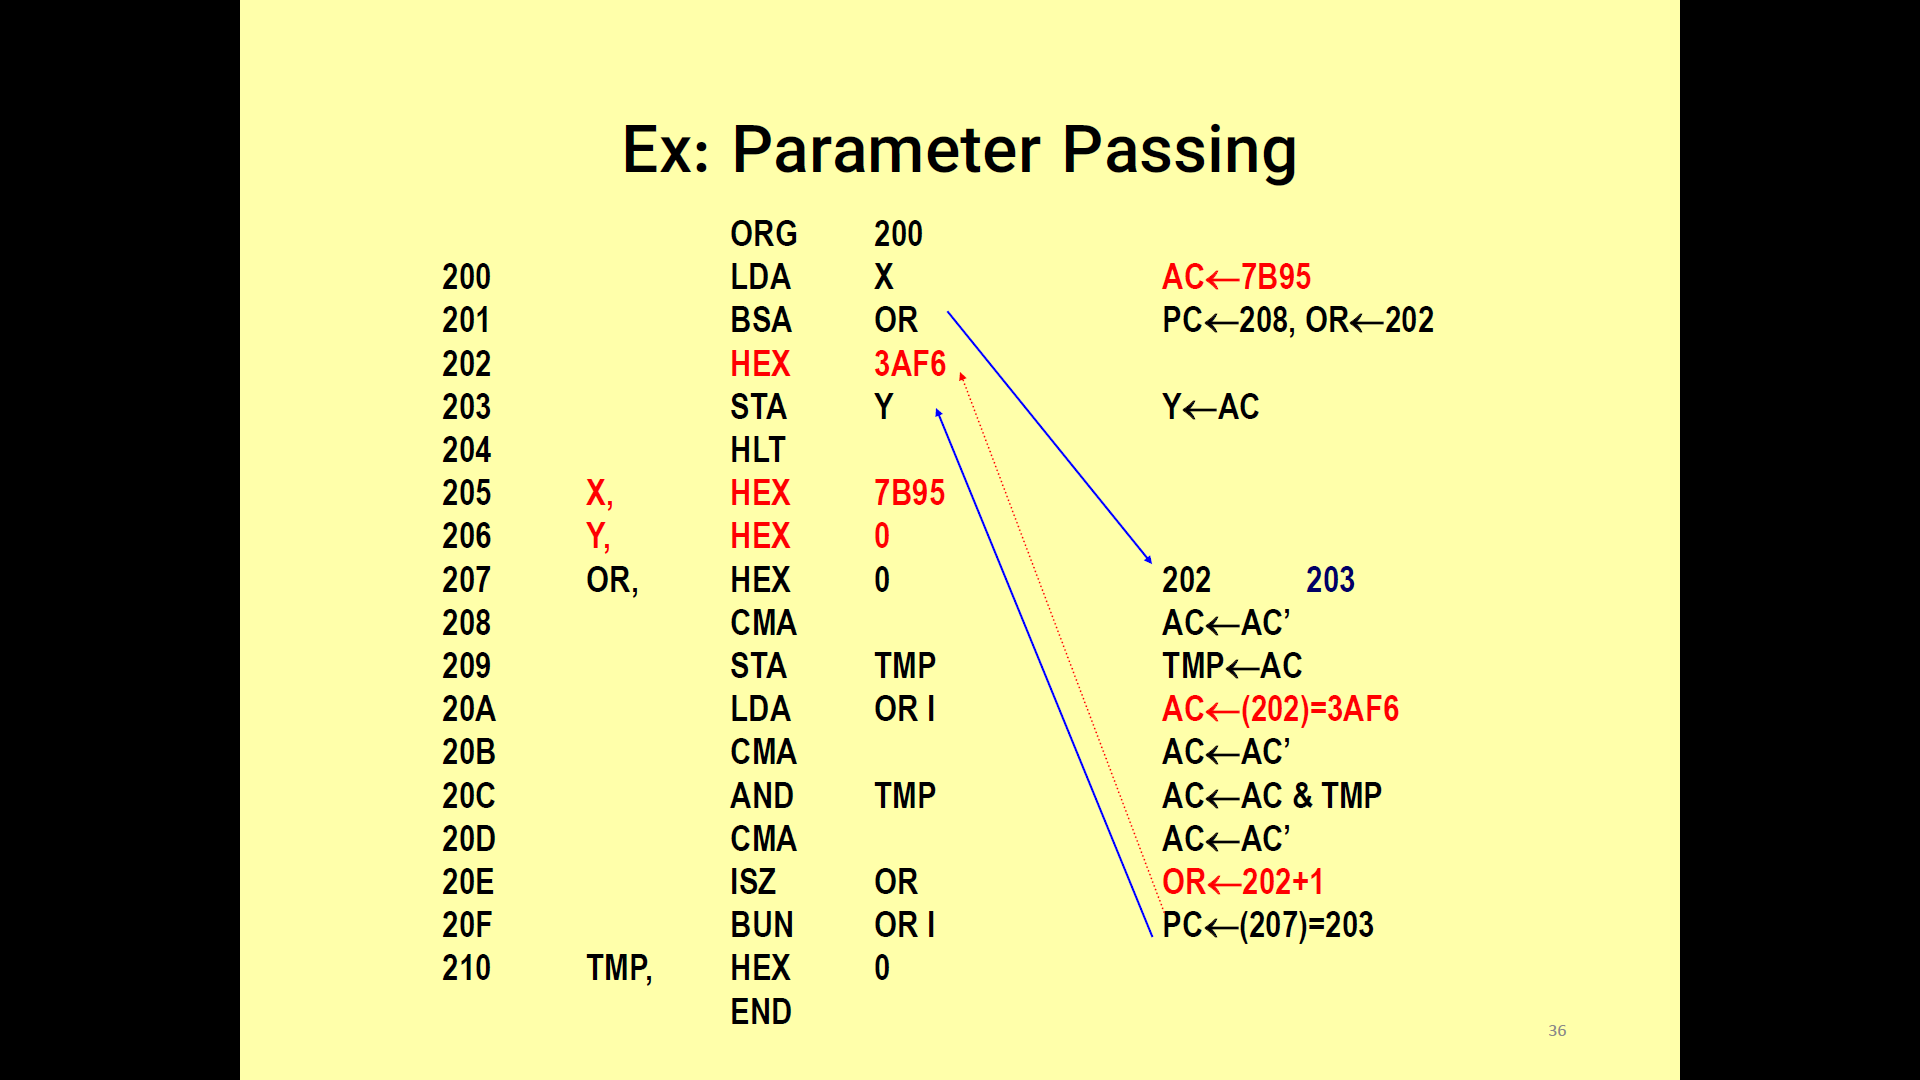 Ex: Parameter Passing
ORG 200
200 LDA X AC←7B95
201 BSA OR PC←208, OR←202
202 HEX 3AF6
203 STA Y Y←AC
204 HLT
205 X, HEX 7B95
206 Y, HEX 0
207 OR, HEX 0 202 203
208 CMA AC←AC’
209 STA TMP TMP←AC
20A LDA OR I AC←(202)=3AF6
20B CMA AC←AC’
20C AND TMP AC←AC & TMP
20D CMA AC←AC’
20E ISZ OR OR←202+1
20F BUN OR I PC←(207)=203
210 TMP, HEX 0
END
36